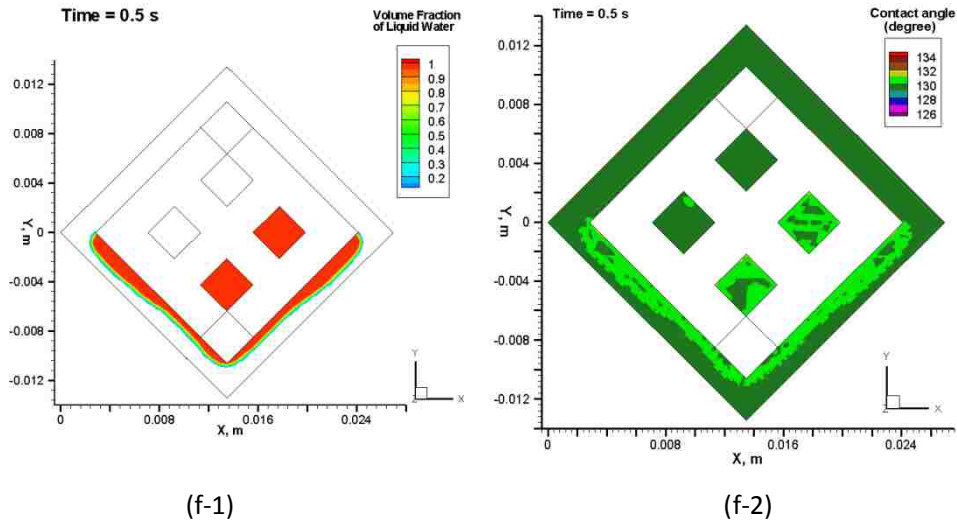 Time = 0.5 s
Volume Fraction
of Liquid Water
1
0.9
0.8
0.7
0.6
0.5
0.4
0.3
0.2
0.012
0.008
0.004
0
-0.004
-0.008
-0.012
Y, m
0
0.008
0.016
0.024
X, m
Y
Z
X
(f-1)
Time = 0.5 s
Contact angle
(degree)
134
132
130
128
126
0.012
0.008
0.004
0
-0.004
-0.008
-0.012
Y, m
0
0.008
0.016
0.024
X, m
Y
Z
X
(f-2)